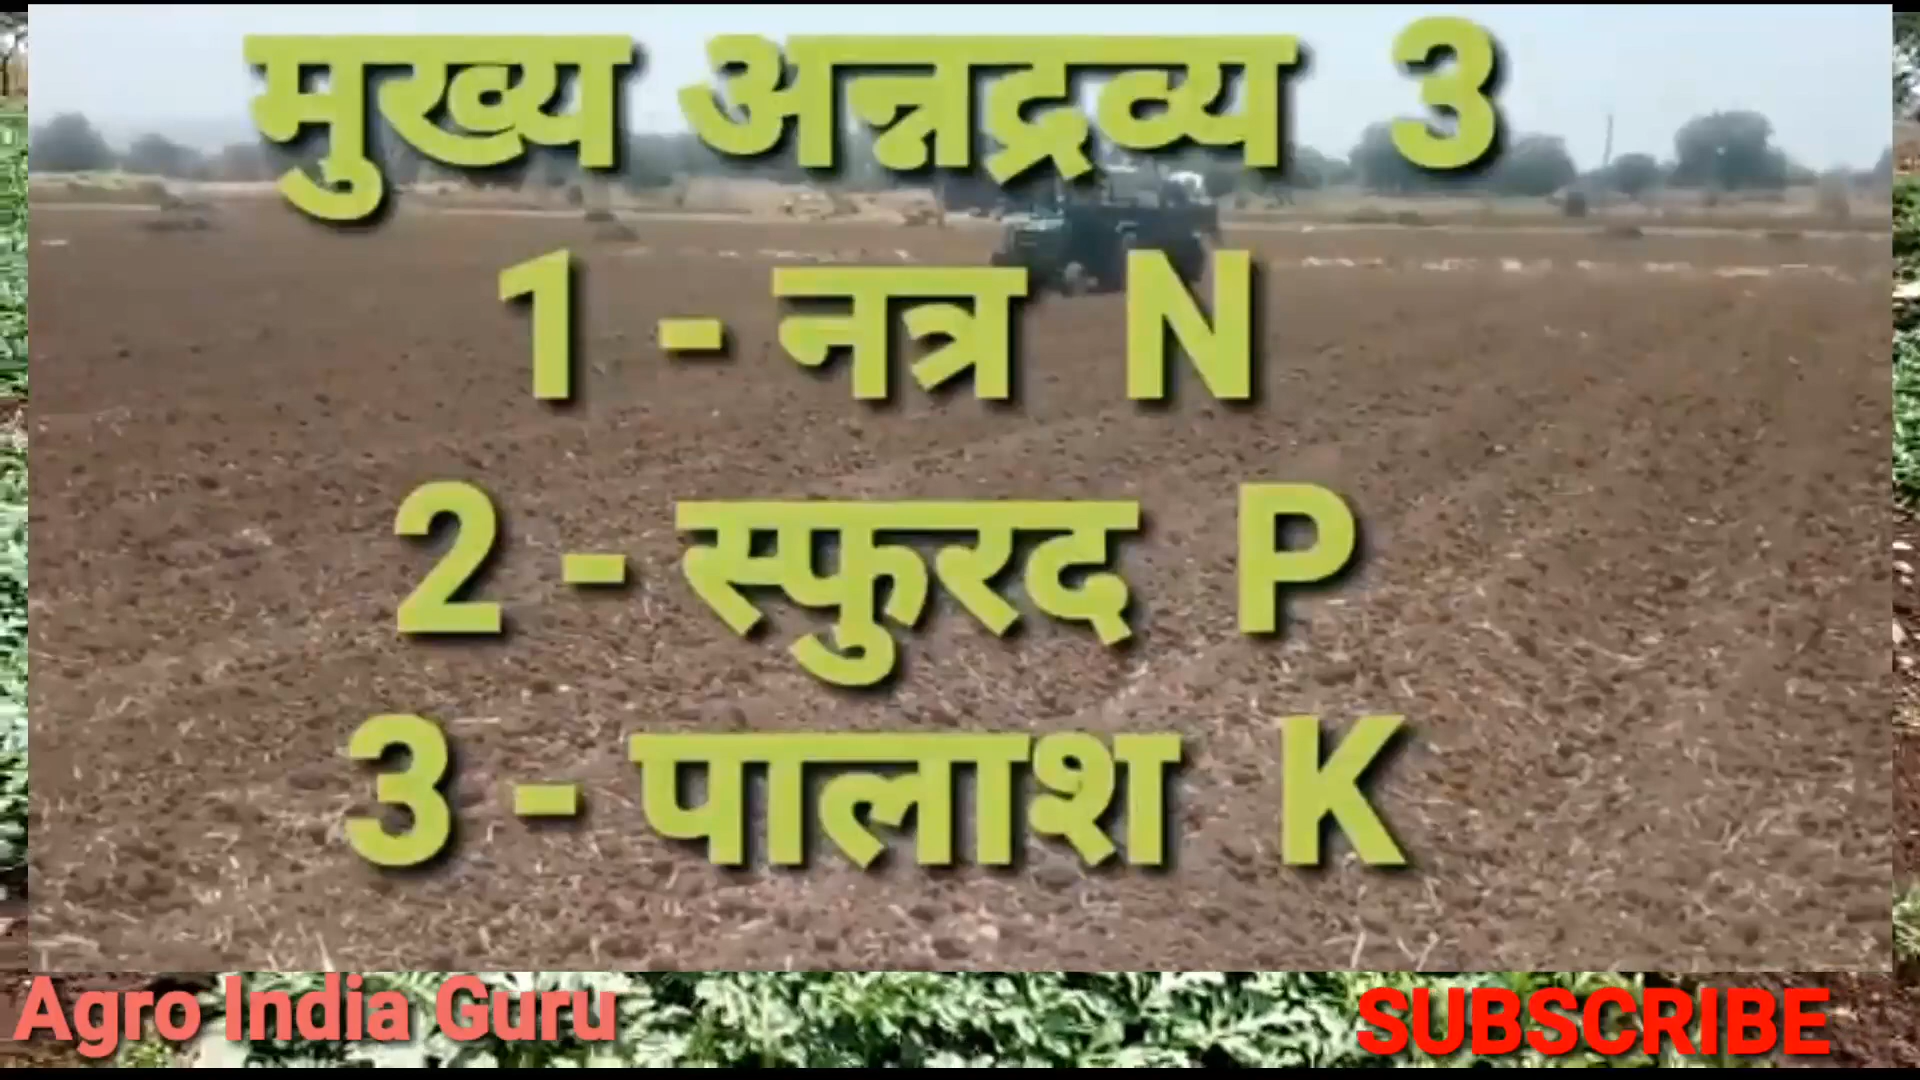 मुख्य अन्नद्रव्य 3
1 - नत्र N
2 - स्फुरद P
3 - पालाश K
Agro India Guru
SUBSCRIBE